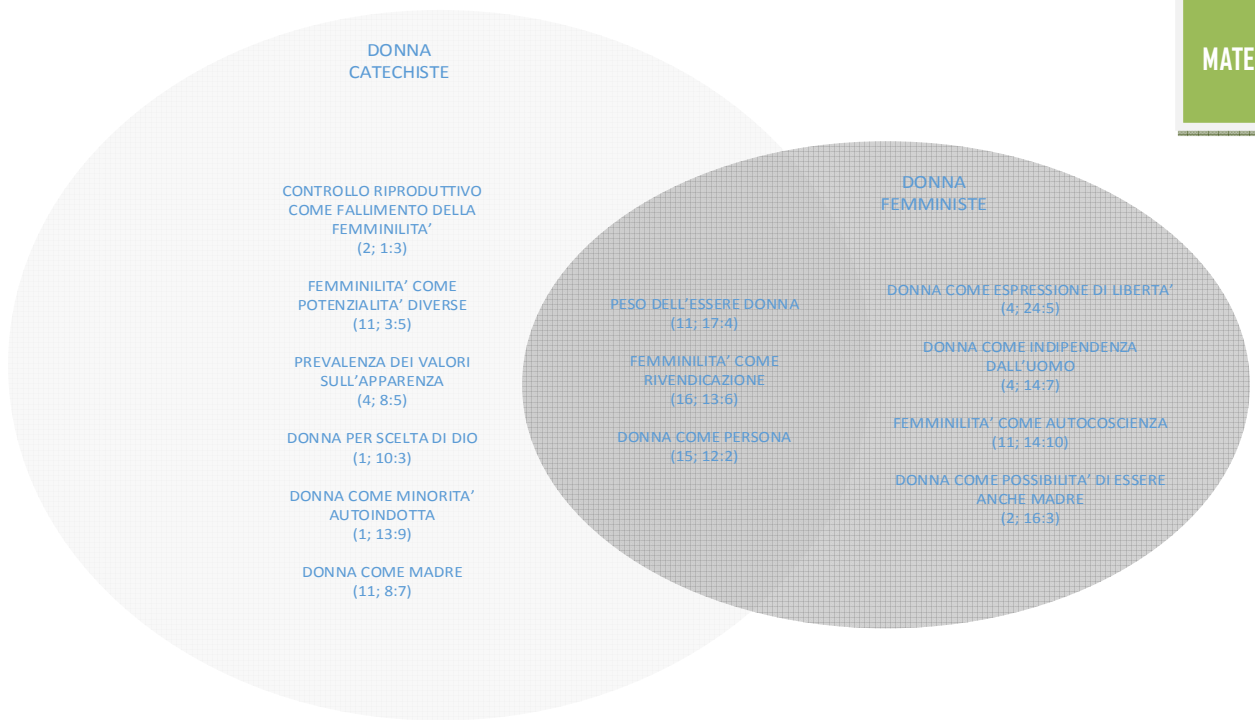 MATE
DONNA
CATECHISTE
CONTROLLO RIPRODUTTIVO
COME FALLIMENTO DELLA
FEMMINILITA’
(2; 1:3)
FEMMINILITA’ COME
POTENZIALITA’ DIVERSE
(11; 3:5)
PREVALENZA DEI VALORI
SULL’APPARENZA
(4; 8:5)
DONNA PER SCELTA DI DIO
(1; 10:3)
DONNA COME MINORITA’
AUTOINDOTTA
(1; 13:9)
DONNA COME MADRE
(11; 8:7)
PESO DELL’ESSERE DONNA
(11; 17:4)
FEMMINILITA’ COME
RIVENDICAZIONE
(16; 13:6)
DONNA COME PERSONA
(15; 12:2)
DONNA
FEMMINISTE
DONNA COME ESPRESSIONE DI LIBERTA’
(4; 24:5)
DONNA COME INDIPENDENZA
DALL’UOMO
(4; 14:7)
FEMMINILITA’ COME AUTOCOSCIENZA
(11; 14:10)
DONNA COME POSSIBILITA’ DI ESSERE
ANCHE MADRE
(2; 16:3)